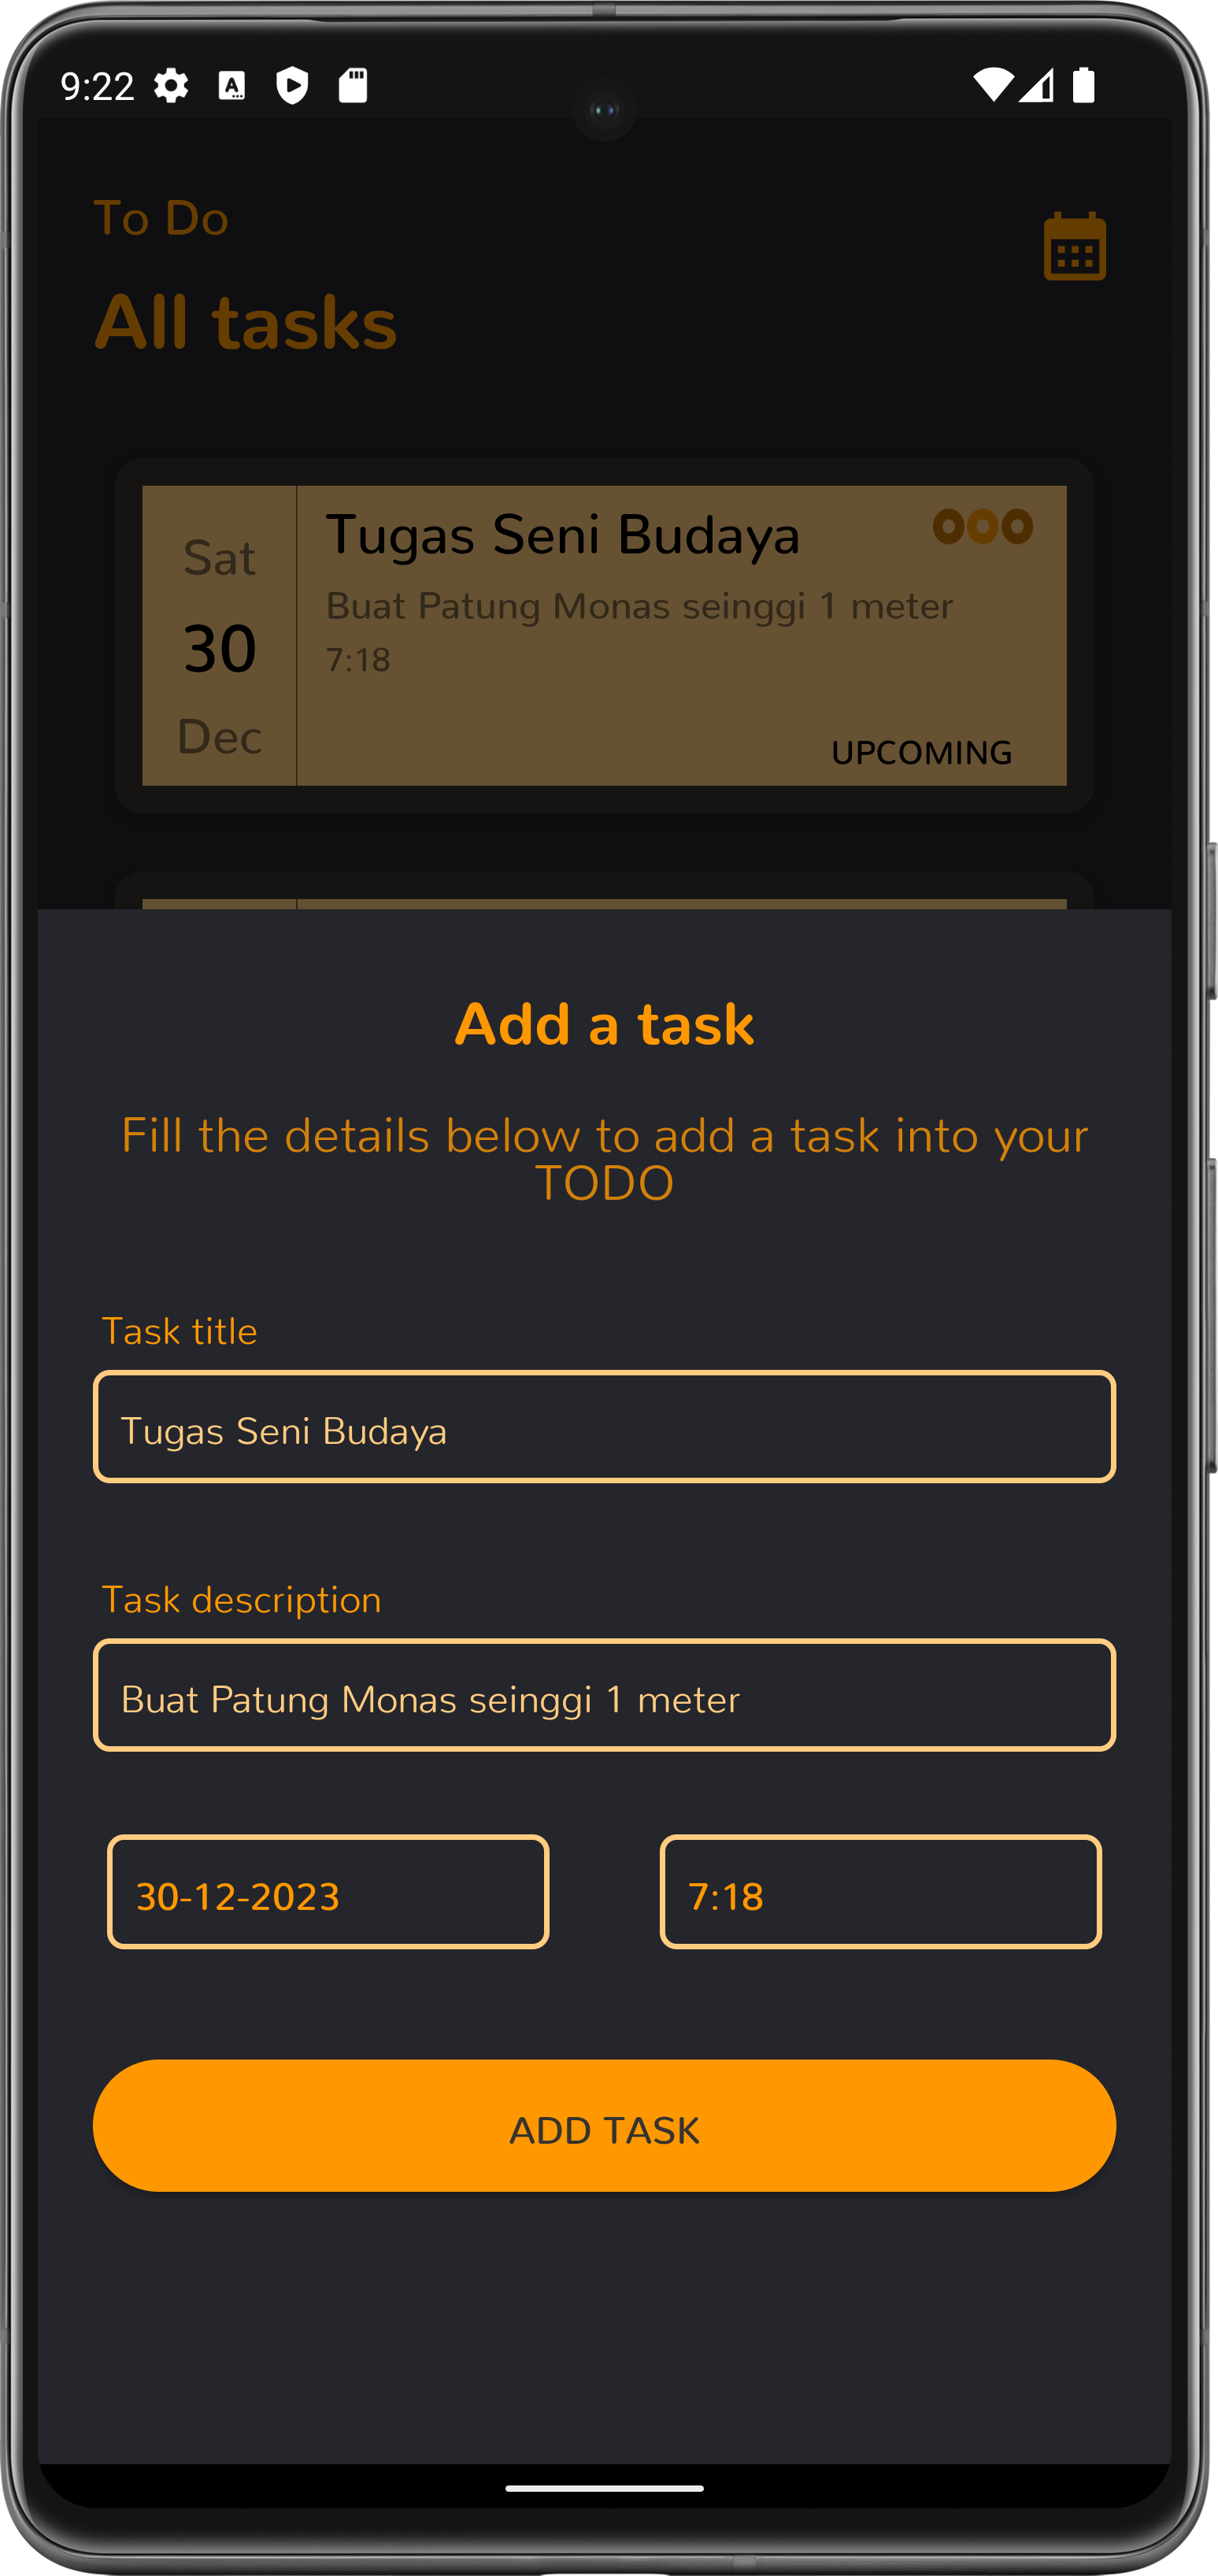 9:22
To Do
All tasks
Sat
30
Dec
Tugas Seni Budaya
Buat Patung Monas seinggi 1 meter
7:18
UPCOMING
Add a task
Fill the details below to add a task into your
TODO
Task title
Tugas Seni Budaya
Task description
Buat Patung Monas seinggi 1 meter
30-12-2023
7:18
ADD TASK